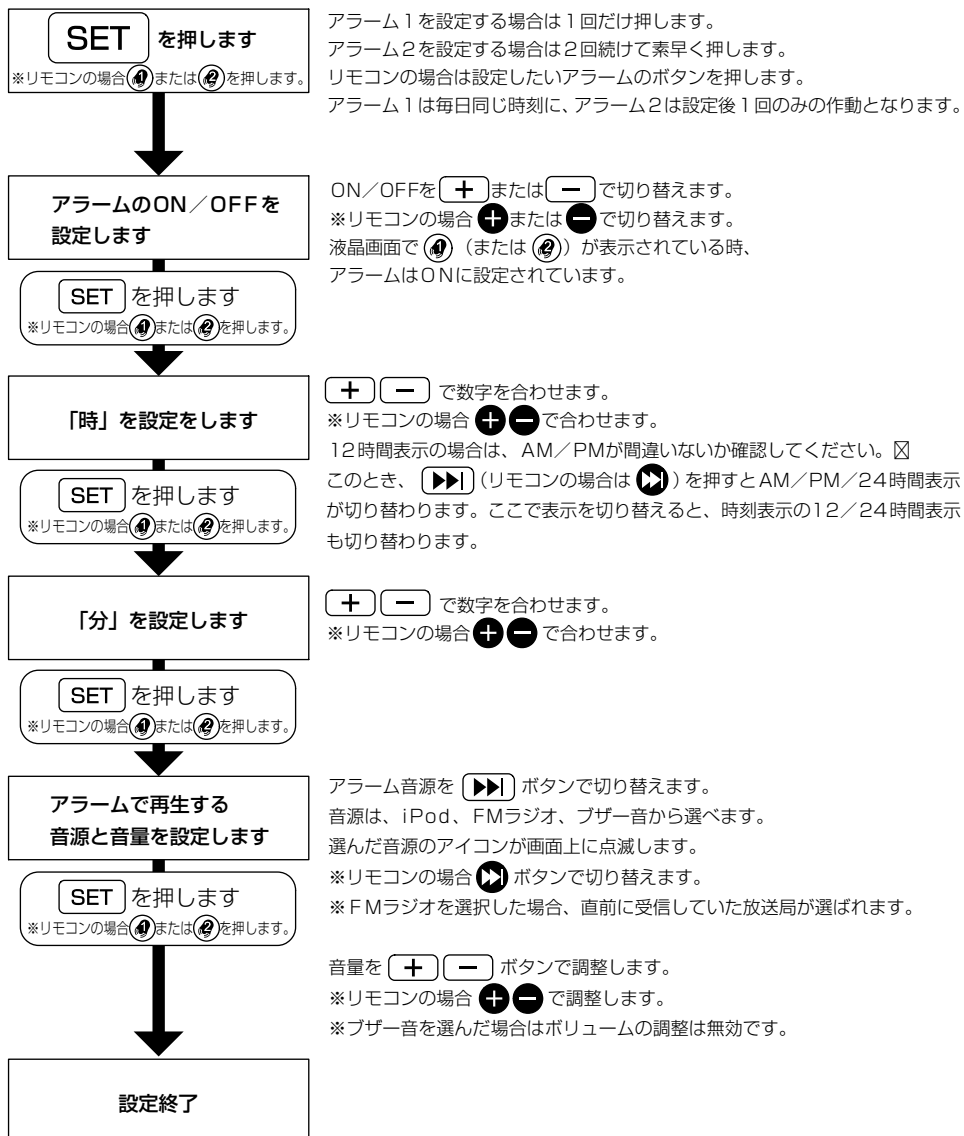 SET を押します
※リモコンの場合1または2を押します。
アラーム1を設定する場合は1回だけ押します。
アラーム2を設定する場合は2回続けて素早く押します。
リモコンの場合は設定したいアラームのボタンを押します。
アラーム1は毎日同じ時刻に、アラーム2は設定後1回のみの作動となります。
アラームのON／OFFを
設定します
ON／OFFを+または−で切り替えます。
※リモコンの場合+または−で切り替えます。
液晶画面で1（または2）が表示されている時、
アラームはONに設定されています。
SET を押します
※リモコンの場合1または2を押します。
「時」を設定をします
+ − で数字を合わせます。
※リモコンの場合+ −で合わせます。
12時間表示の場合は、AM／PMが間違いないか確認してください。☒
このとき、▶▶|（リモコンの場合は▶▶|）を押すとAM／PM／24時間表示
が切り替わります。ここで表示を切り替えると、時刻表示の12／24時間表示
も切り替わります。
SET を押します
※リモコンの場合1または2を押します。
「分」を設定します
+ − で数字を合わせます。
※リモコンの場合+ −で合わせます。
SET を押します
※リモコンの場合1または2を押します。
アラームで再生する
音源と音量を設定します
アラーム音源を ▶▶| ボタンで切り替えます。
音源は、iPod、FMラジオ、ブザー音から選べます。
選んだ音源のアイコンが画面上に点滅します。
※リモコンの場合 ▶▶| ボタンで切り替えます。
※FMラジオを選択した場合、直前に受信していた放送局が選ばれます。
SET を押します
※リモコンの場合1または2を押します。
音量を + − ボタンで調整します。
※リモコンの場合 + − で調整します。
※ブザー音を選んだ場合はボリュームの調整は無効です。
設定終了